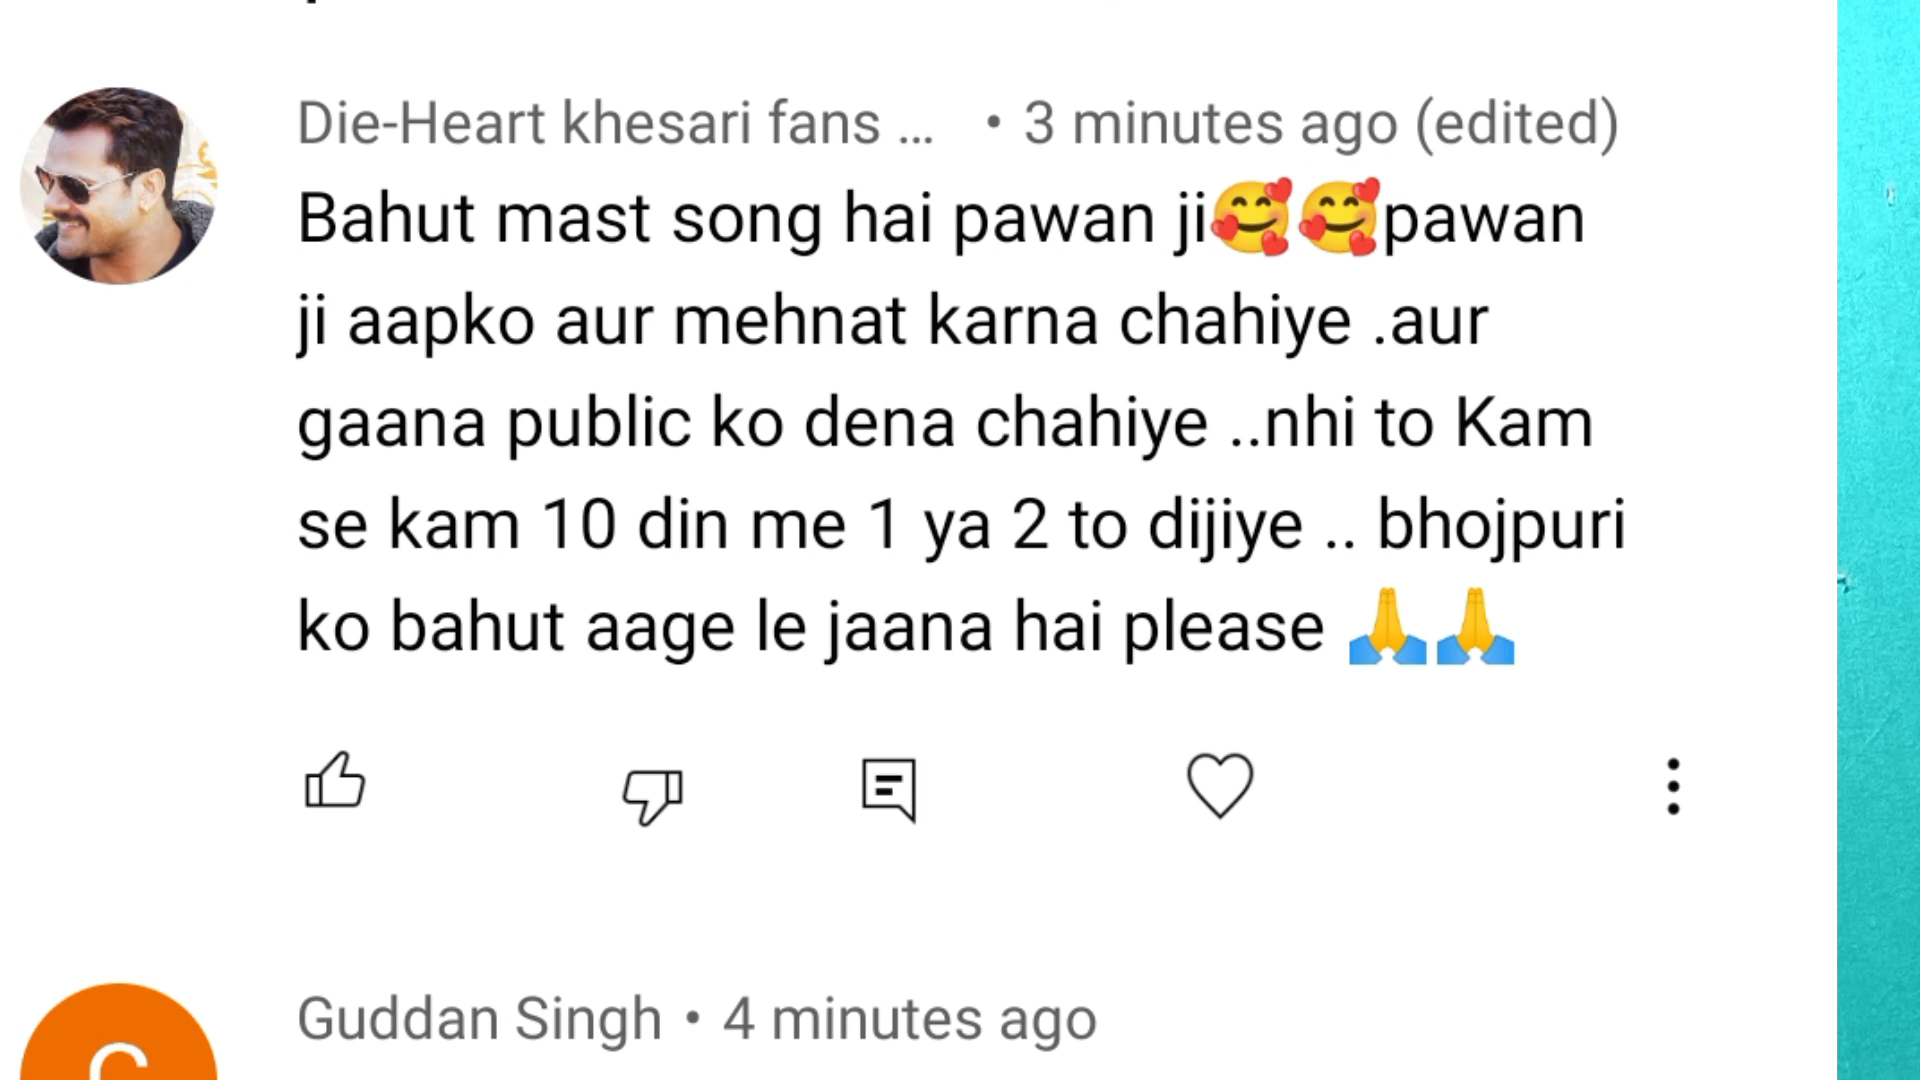 Die-Heart khesari fans ... • 3 minutes ago (edited)
Bahut mast song hai pawan ji🥰🥰pawan
ji aapko aur mehnat karna chahiye .aur
gaana public ko dena chahiye ..nhi to Kam
se kam 10 din me 1 ya 2 to dijiye .. bhojpuri
ko bahut aage le jaana hai please 🙏🙏
Guddan Singh • 4 minutes ago